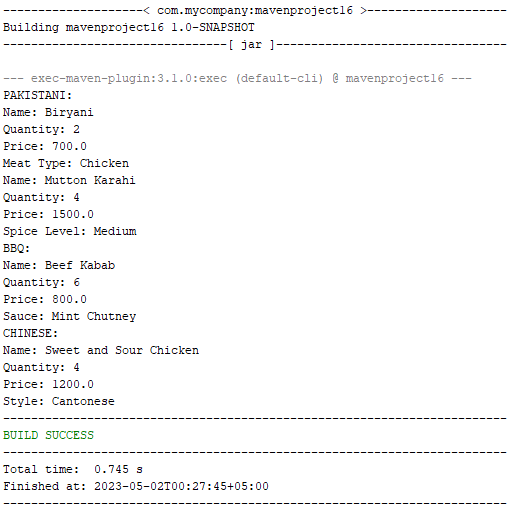 --------------------< com.mycompany:mavenproject16 >--------------------
Building mavenproject16 1.0-SNAPSHOT
--------------------------------[ jar ]---------------------------------
--- exec-maven-plugin:3.1.0:exec (default-cli) @ mavenproject16 ---
PAKISTANI:
Name: Biryani
Quantity: 2
Price: 700.0
Meat Type: Chicken
Name: Mutton Karahi
Quantity: 4
Price: 1500.0
Spice Level: Medium
BBQ:
Name: Beef Kabab
Quantity: 6
Price: 800.0
Sauce: Mint Chutney
CHINESE:
Name: Sweet and Sour Chicken
Quantity: 4
Price: 1200.0
Style: Cantonese
------------------------------------------------------------------------
BUILD SUCCESS
------------------------------------------------------------------------
Total time:  0.745 s
Finished at: 2023-05-02T00:27:45+05:00
------------------------------------------------------------------------